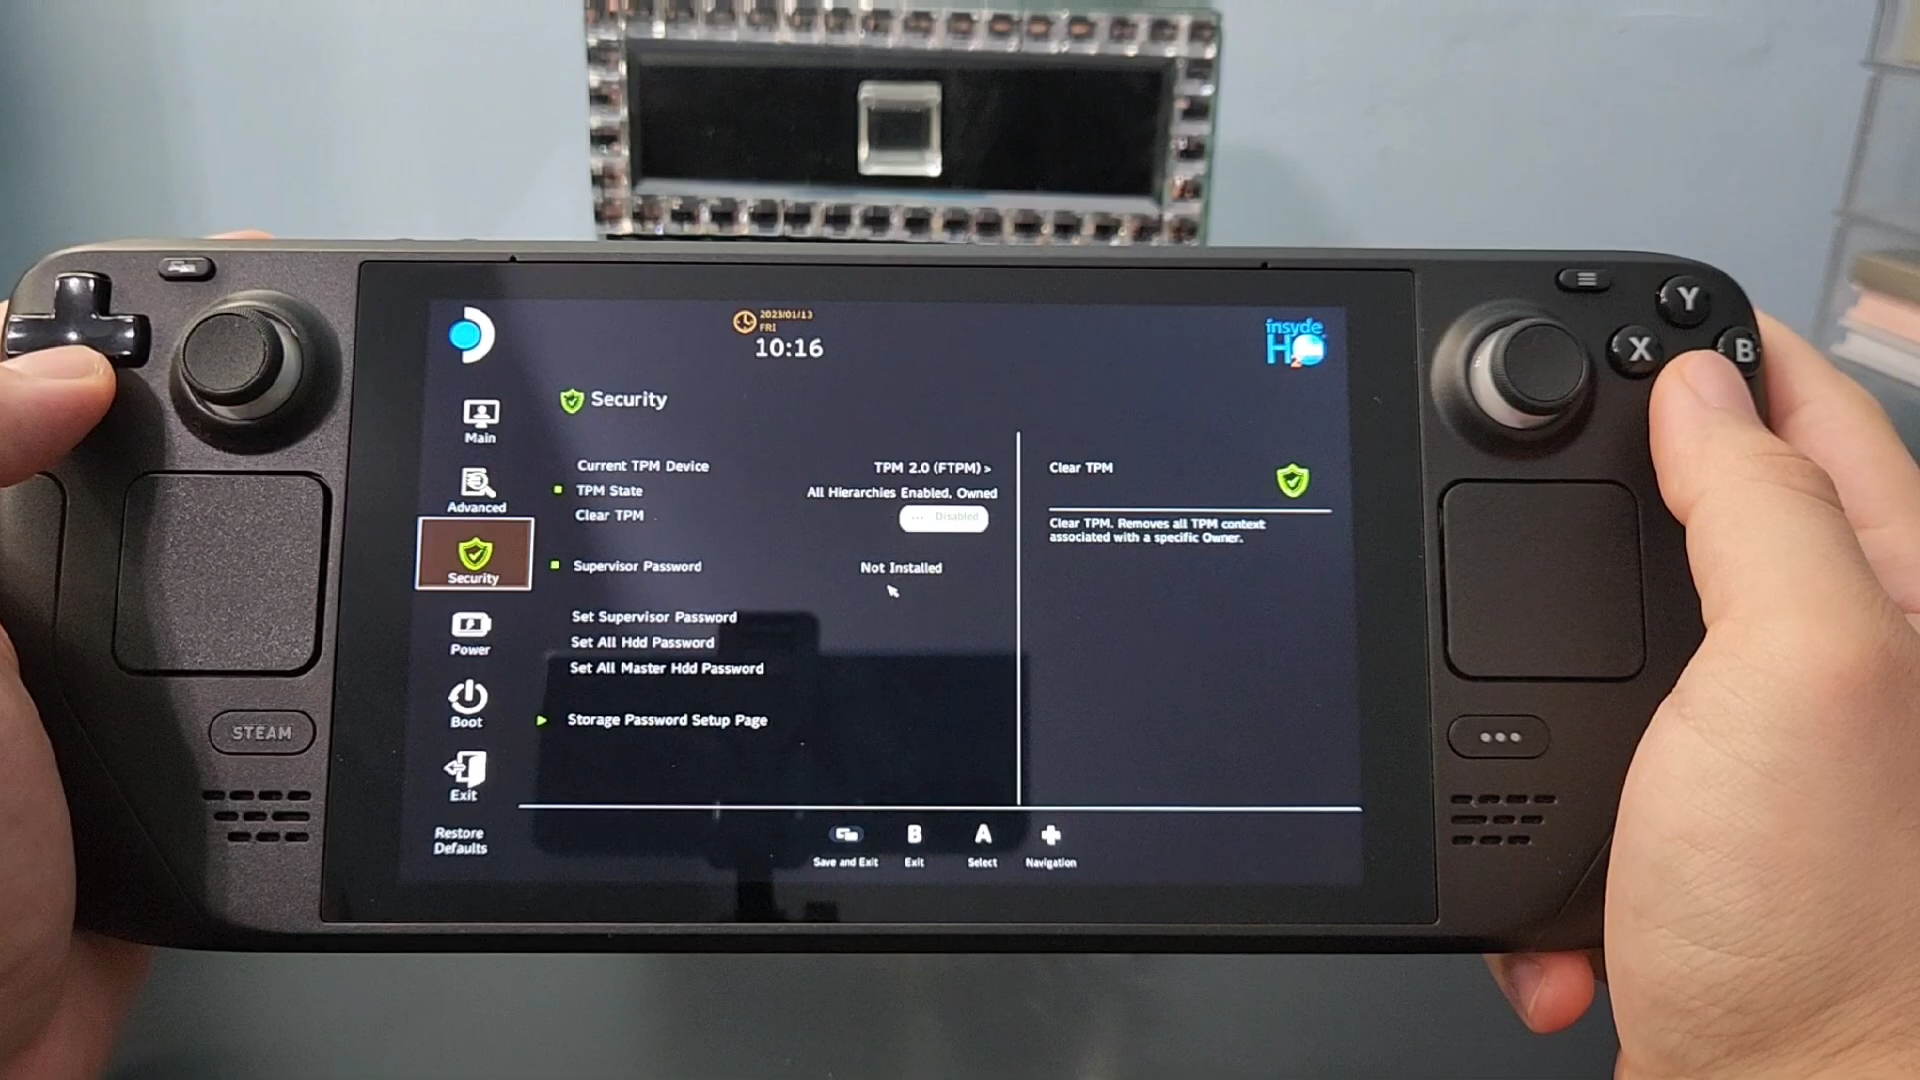 2023/01/13
FRI
10:16
insyde
H2O
Main
Advanced
Security
Power
Boot
Exit
Restore
Defaults
Security
Current TPM Device TPM 2.0 (FTPM) >
TPM State All Hierarchies Enabled, Owned
Clear TPM ... Disabled
Supervisor Password Not Installed
Set Supervisor Password
Set All Hdd Password
Set All Master Hdd Password
Storage Password Setup Page
Clear TPM
Clear TPM. Removes all TPM context
associated with a specific Owner.
B A
Save and Exit Exit Select Navigation
STEAM
Y
X
B